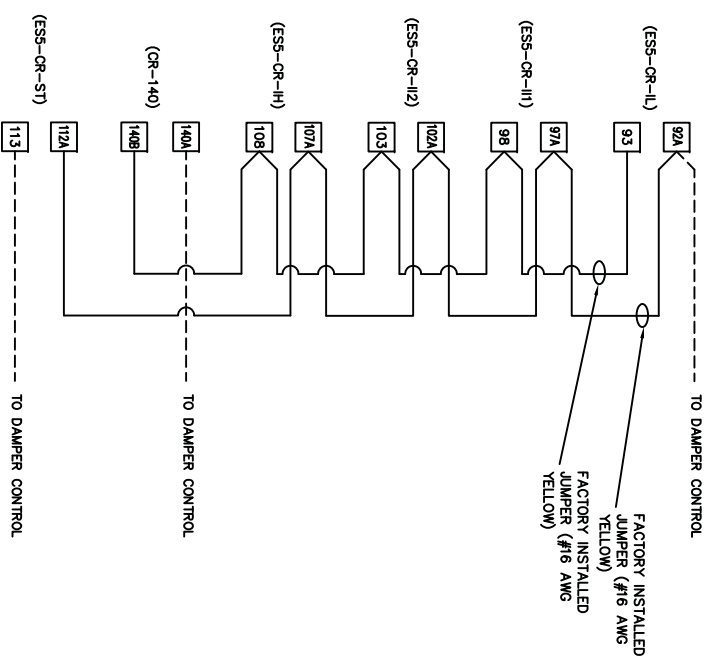 (ES5-CR-ST)
(CR-140)
(ES5-CR-IH)
(ES5-CR-II2)
(ES5-CR-II1)
(ES5-CR-IL)
113
112A
140B
140A
108
107A
103
102A
98
97A
93
92A
TO DAMPER CONTROL
TO DAMPER CONTROL
TO DAMPER CONTROL
FACTORY INSTALLED
JUMPER (#16 AWG
YELLOW)
FACTORY INSTALLED
JUMPER (#16 AWG
YELLOW)